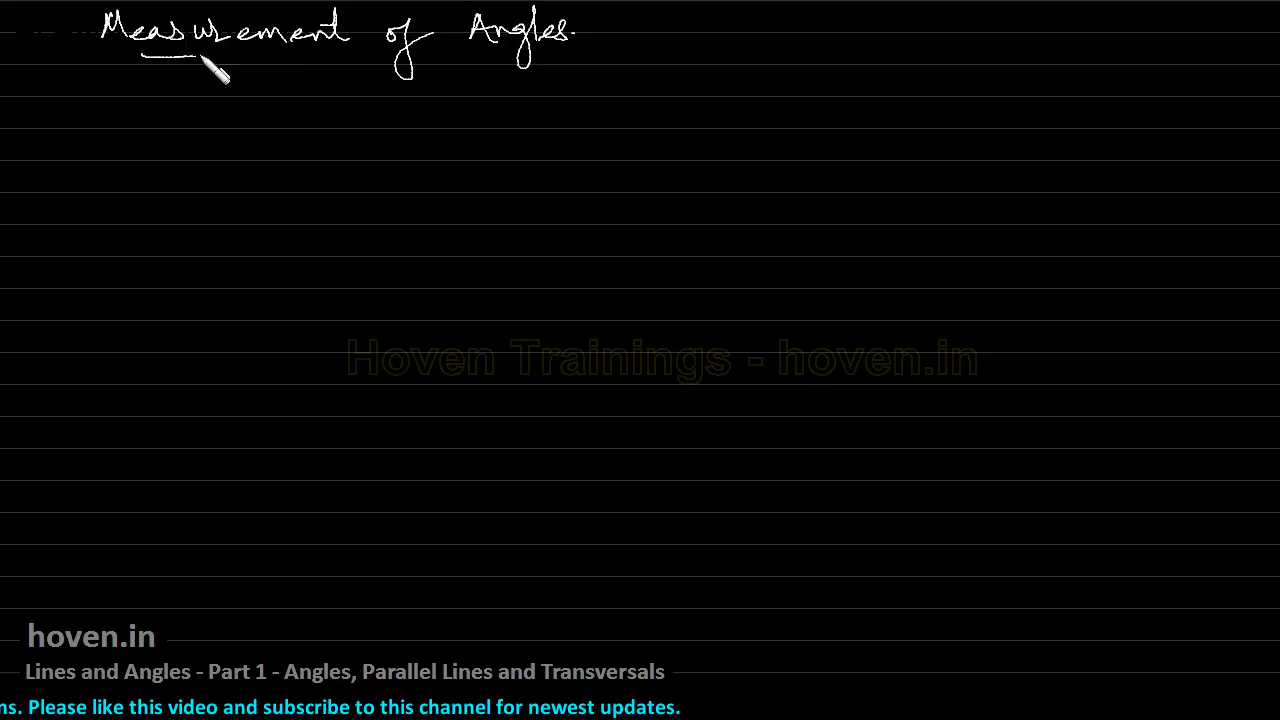 Measurement of Angles.
Hoven Trainings - hoven.in
hoven.in
Lines and Angles - Part 1 - Angles, Parallel Lines and Transversals
ns. Please like this video and subscribe to this channel for newest updates.